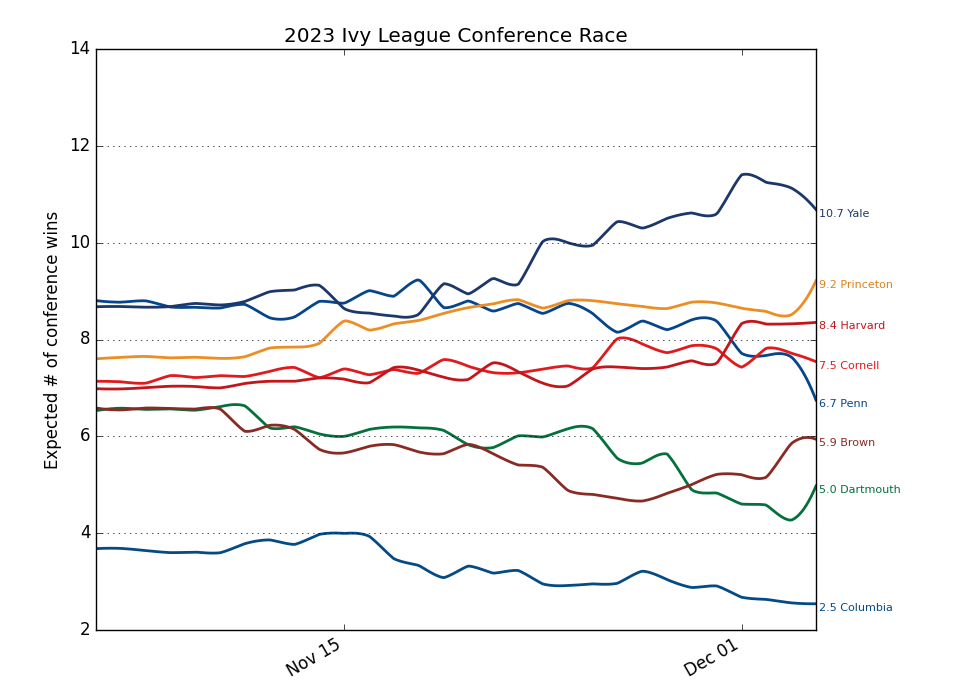 2023 Ivy League Conference Race
Expected # of conference wins
14
12
10
8
6
4
2
Nov 15
Dec 01
10.7 Yale
9.2 Princeton
8.4 Harvard
7.5 Cornell
6.7 Penn
5.9 Brown
5.0 Dartmouth
2.5 Columbia